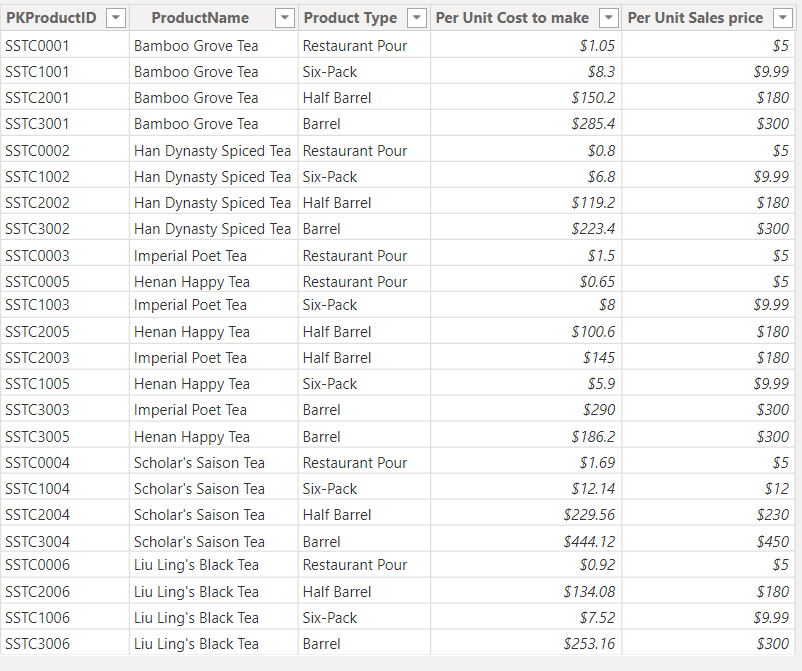 PKProductID ProductName Product Type Per Unit Cost to make Per Unit Sales price
SSTC0001 Bamboo Grove Tea Restaurant Pour $1.05 $5
SSTC1001 Bamboo Grove Tea Six-Pack $8.3 $9.99
SSTC2001 Bamboo Grove Tea Half Barrel $150.2 $180
SSTC3001 Bamboo Grove Tea Barrel $285.4 $300
SSTC0002 Han Dynasty Spiced Tea Restaurant Pour $0.8 $5
SSTC1002 Han Dynasty Spiced Tea Six-Pack $6.8 $9.99
SSTC2002 Han Dynasty Spiced Tea Half Barrel $119.2 $180
SSTC3002 Han Dynasty Spiced Tea Barrel $223.4 $300
SSTC0003 Imperial Poet Tea Restaurant Pour $1.5 $5
SSTC0005 Henan Happy Tea Restaurant Pour $0.65 $5
SSTC1003 Imperial Poet Tea Six-Pack $8 $9.99
SSTC2005 Henan Happy Tea Half Barrel $100.6 $180
SSTC2003 Imperial Poet Tea Half Barrel $145 $180
SSTC1005 Henan Happy Tea Six-Pack $5.9 $9.99
SSTC3003 Imperial Poet Tea Barrel $290 $300
SSTC3005 Henan Happy Tea Barrel $186.2 $300
SSTC0004 Scholar's Saison Tea Restaurant Pour $1.69 $5
SSTC1004 Scholar's Saison Tea Six-Pack $12.14 $12
SSTC2004 Scholar's Saison Tea Half Barrel $229.56 $230
SSTC3004 Scholar's Saison Tea Barrel $444.12 $450
SSTC0006 Liu Ling's Black Tea Restaurant Pour $0.92 $5
SSTC2006 Liu Ling's Black Tea Half Barrel $134.08 $180
SSTC1006 Liu Ling's Black Tea Six-Pack $7.52 $9.99
SSTC3006 Liu Ling's Black Tea Barrel $253.16 $300